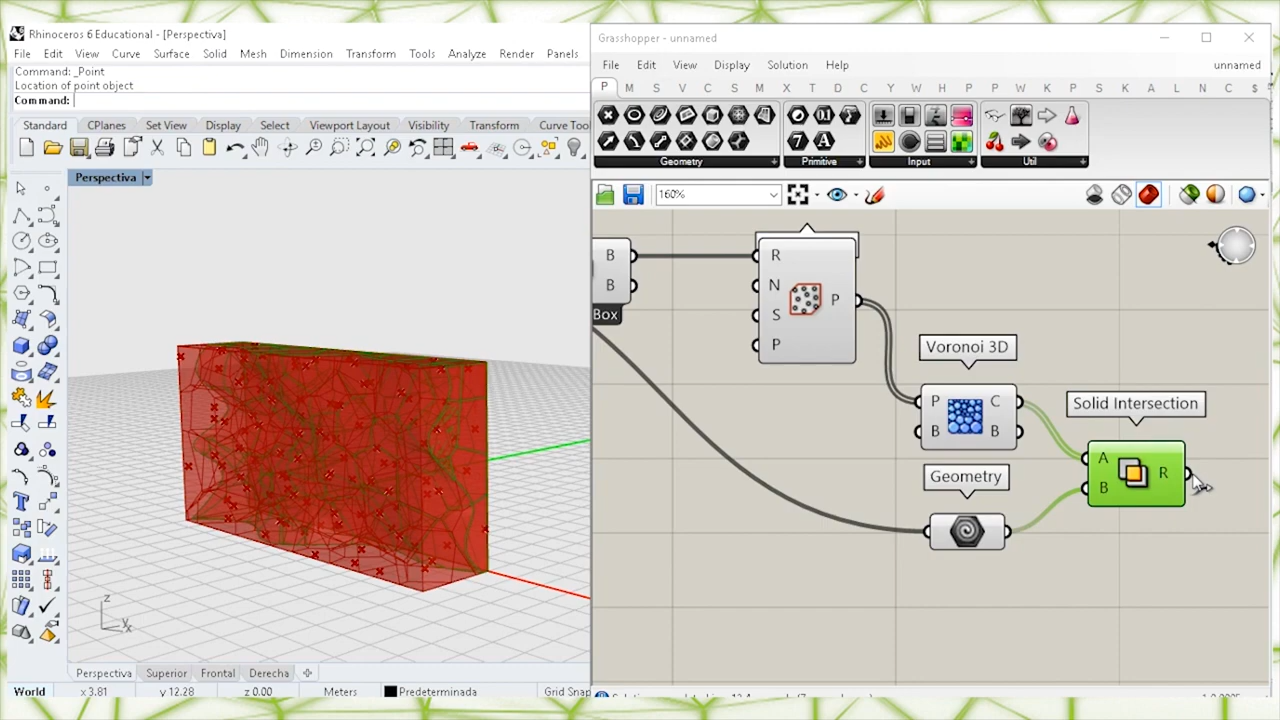 Rhinoceros 6 Educational - [Perspectiva]
File Edit View Curve Surface Solid Mesh Dimension Transform Tools Analyze Render Panels
Command: _Point
Location of point object
Command:
Standard CPlanes Set View Display Select Viewport Layout Visibility Transform Curve Too
Perspectiva
z
y
x
Perspectiva Superior Frontal Derecha
World x 3.81 y 12.28 z 0.00 Meters Predeterminada Grid Snap
Grasshopper - unnamed
File Edit View Display Solution Help unnamed
P M S V C S M X T D A Y W H P P W K P S K A L N C $
Geometry Primitive Input Util
160%
B
B
Box
R
N
S
P
P
Voronoi 3D
P C
B B
Solid Intersection
A
B
R
Geometry